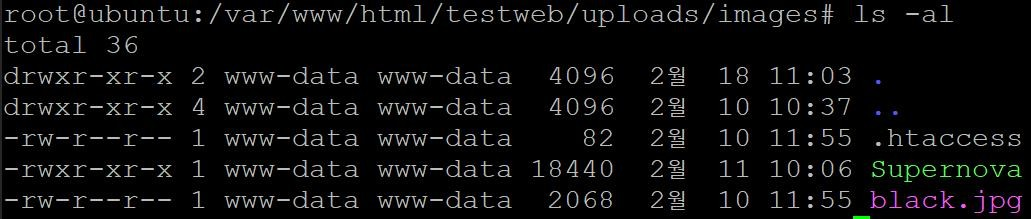 root@ubuntu:/var/www/html/testweb/uploads/images# ls -al
total 36
drwxr-xr-x 2 www-data www-data 4096 2월 18 11:03 .
drwxr-xr-x 4 www-data www-data 4096 2월 10 10:37 ..
-rw-r--r-- 1 www-data www-data 82 2월 10 11:55 .htaccess
-rwxr-xr-x 1 www-data www-data 18440 2월 11 10:06 Supernova
-rw-r--r-- 1 www-data www-data 2068 2월 10 11:55 black.jpg